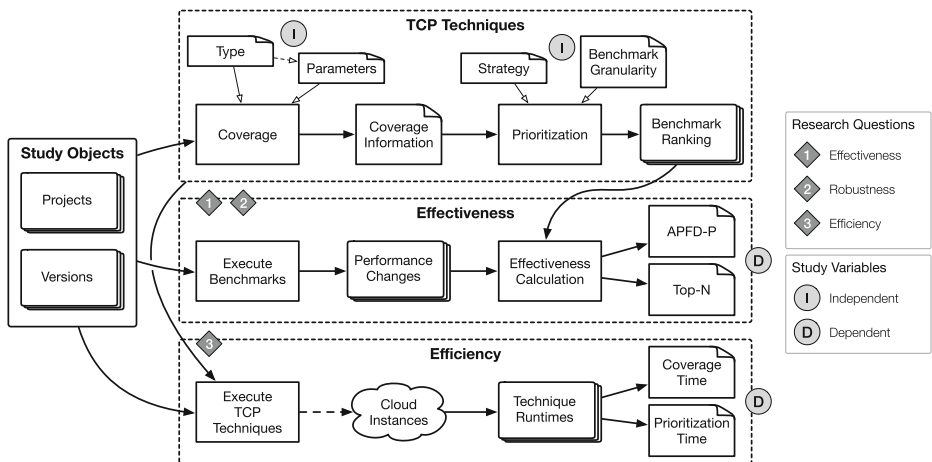 TCP Techniques
I
I
Type
Parameters
Strategy
Benchmark
Granularity
Coverage
Coverage
Information
Prioritization
Benchmark
Ranking
Study Objects
Projects
Versions
1
2
Effectiveness
Execute
Benchmarks
Performance
Changes
Effectiveness
Calculation
APFD-P
Top-N
D
3
Efficiency
Execute
TCP
Techniques
Cloud
Instances
Technique
Runtimes
Coverage
Time
Prioritization
Time
D
Research Questions
1 Effectiveness
2 Robustness
3 Efficiency
Study Variables
I Independent
D Dependent